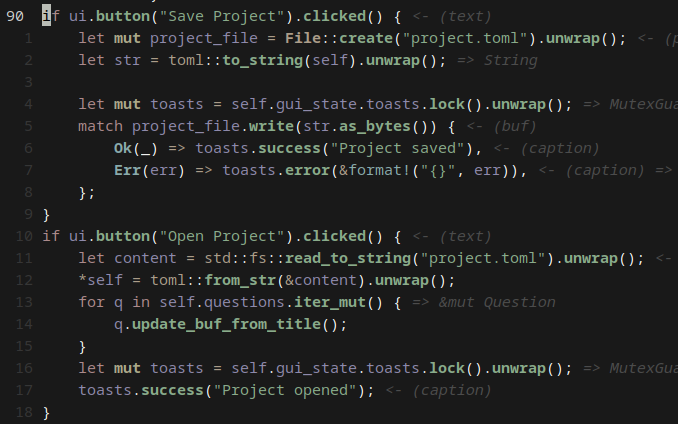 90 if ui.button("Save Project").clicked() { <- (text)
1 let mut project_file = File::create("project.toml").unwrap(); <- (p
2 let str = toml::to_string(self).unwrap(); => String
3
4 let mut toasts = self.gui_state.toasts.lock().unwrap(); => MutexGua
5 match project_file.write(str.as_bytes()) { <- (buf)
6 Ok(_) => toasts.success("Project saved"), <- (caption)
7 Err(err) => toasts.error(&format!("{}", err)), <- (caption) =>
8 };
9 }
10 if ui.button("Open Project").clicked() { <- (text)
11 let content = std::fs::read_to_string("project.toml").unwrap(); <-
12 *self = toml::from_str(&content).unwrap();
13 for q in self.questions.iter_mut() { => &mut Question
14 q.update_buf_from_title();
15 }
16 let mut toasts = self.gui_state.toasts.lock().unwrap(); => MutexGua
17 toasts.success("Project opened"); <- (caption)
18 }